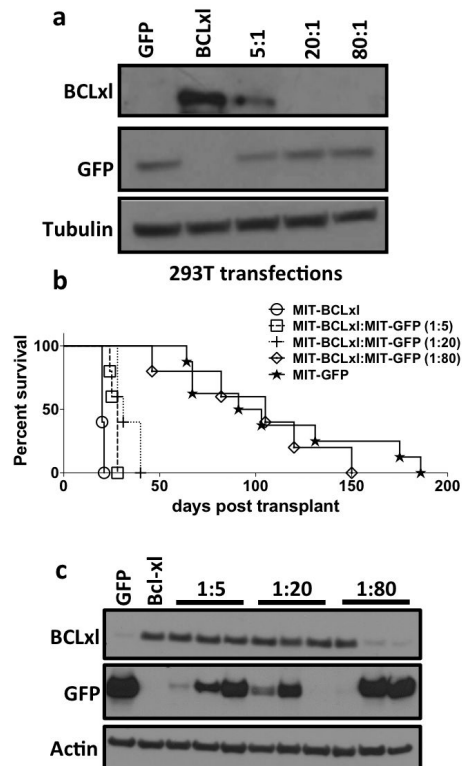 a
GFP BCLxl 5:1 20:1 80:1
BCLxl
GFP
Tubulin
293T transfections
b
MIT-BCLxl
MIT-BCLxl:MIT-GFP (1:5)
MIT-BCLxl:MIT-GFP (1:20)
MIT-BCLxl:MIT-GFP (1:80)
MIT-GFP
Percent survival
100
50
0
0 50 100 150 200
days post transplant
c
GFP Bcl-xl 1:5 1:20 1:80
BCLxl
GFP
Actin